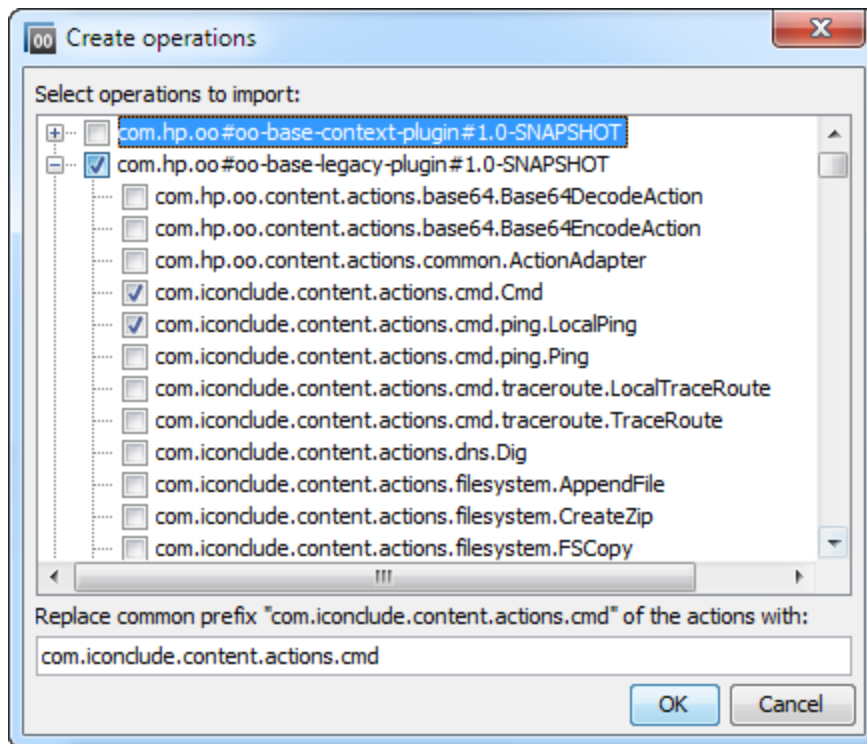 Create operations
Select operations to import:
com.hp.oo#oo-base-context-plugin#1.0-SNAPSHOT
com.hp.oo#oo-base-legacy-plugin#1.0-SNAPSHOT
com.hp.oo.content.actions.base64.Base64DecodeAction
com.hp.oo.content.actions.base64.Base64EncodeAction
com.hp.oo.content.actions.common.ActionAdapter
com.iconclude.content.actions.cmd.Cmd
com.iconclude.content.actions.cmd.ping.LocalPing
com.iconclude.content.actions.cmd.ping.Ping
com.iconclude.content.actions.cmd.traceroute.LocalTraceRoute
com.iconclude.content.actions.cmd.traceroute.TraceRoute
com.iconclude.content.actions.dns.Dig
com.iconclude.content.actions.filesystem.AppendFile
com.iconclude.content.actions.filesystem.CreateZip
com.iconclude.content.actions.filesystem.FSCopy
Replace common prefix "com.iconclude.content.actions.cmd" of the actions with:
com.iconclude.content.actions.cmd
OK Cancel